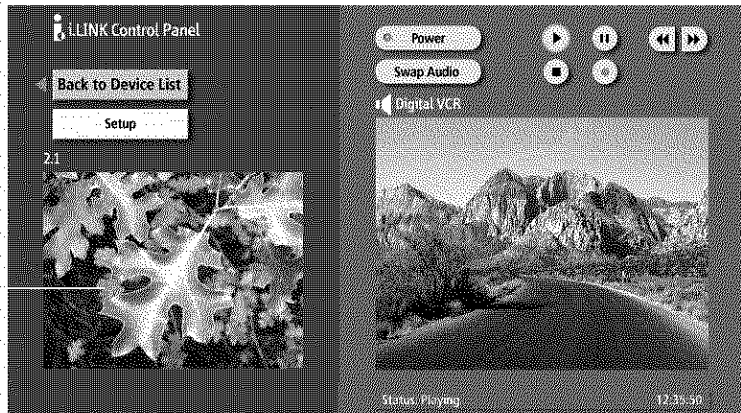 i.LINK Control Panel
Back to Device List
Setup
2.1
Power
Swap Audio
Digital VCR
Status: Playing
12:35:50